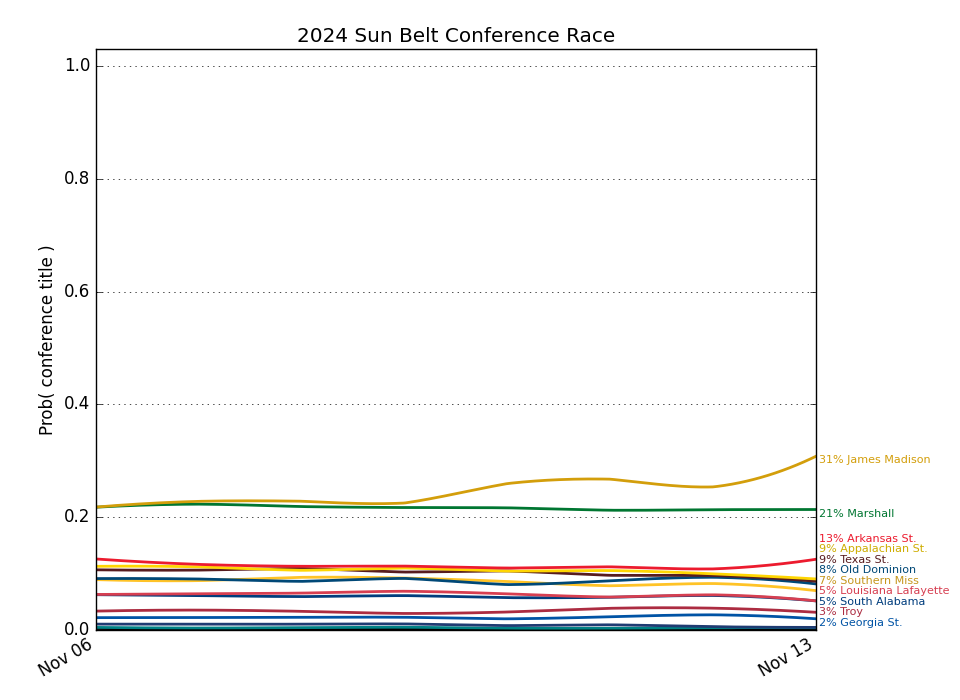 2024 Sun Belt Conference Race
Prob( conference title )
1.0
0.8
0.6
0.4
0.2
0.0
Nov 06
Nov 13
31% James Madison
21% Marshall
13% Arkansas St.
9% Appalachian St.
9% Texas St.
8% Old Dominion
7% Southern Miss
5% Louisiana Lafayette
5% South Alabama
3% Troy
2% Georgia St.